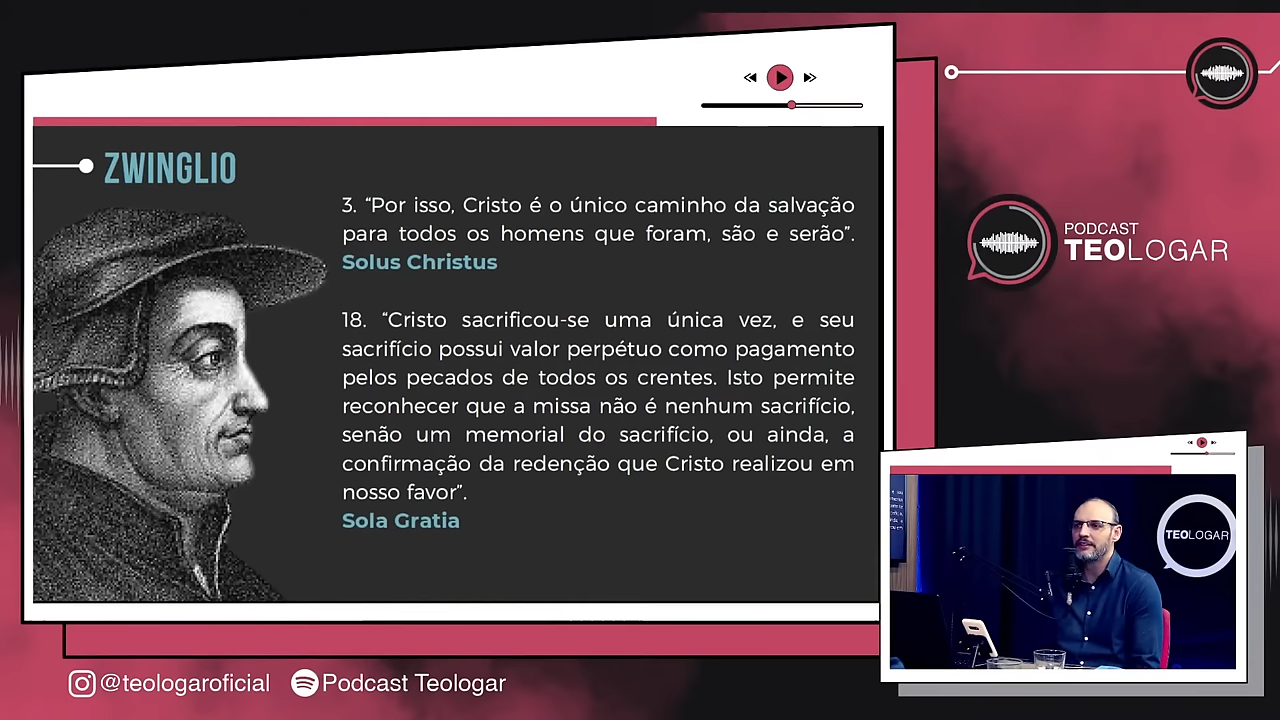 ZWINGLIO
3. “Por isso, Cristo é o único caminho da salvação
para todos os homens que foram, são e serão”.
Solus Christus
18. “Cristo sacrificou-se uma única vez, e seu
sacrifício possui valor perpétuo como pagamento
pelos pecados de todos os crentes. Isto permite
reconhecer que a missa não é nenhum sacrifício,
senão um memorial do sacrifício, ou ainda, a
confirmação da redenção que Cristo realizou em
nosso favor”.
Sola Gratia
PODCAST
TEOLOGAR
TEOLOGAR
@teologaroficial
Podcast Teologar